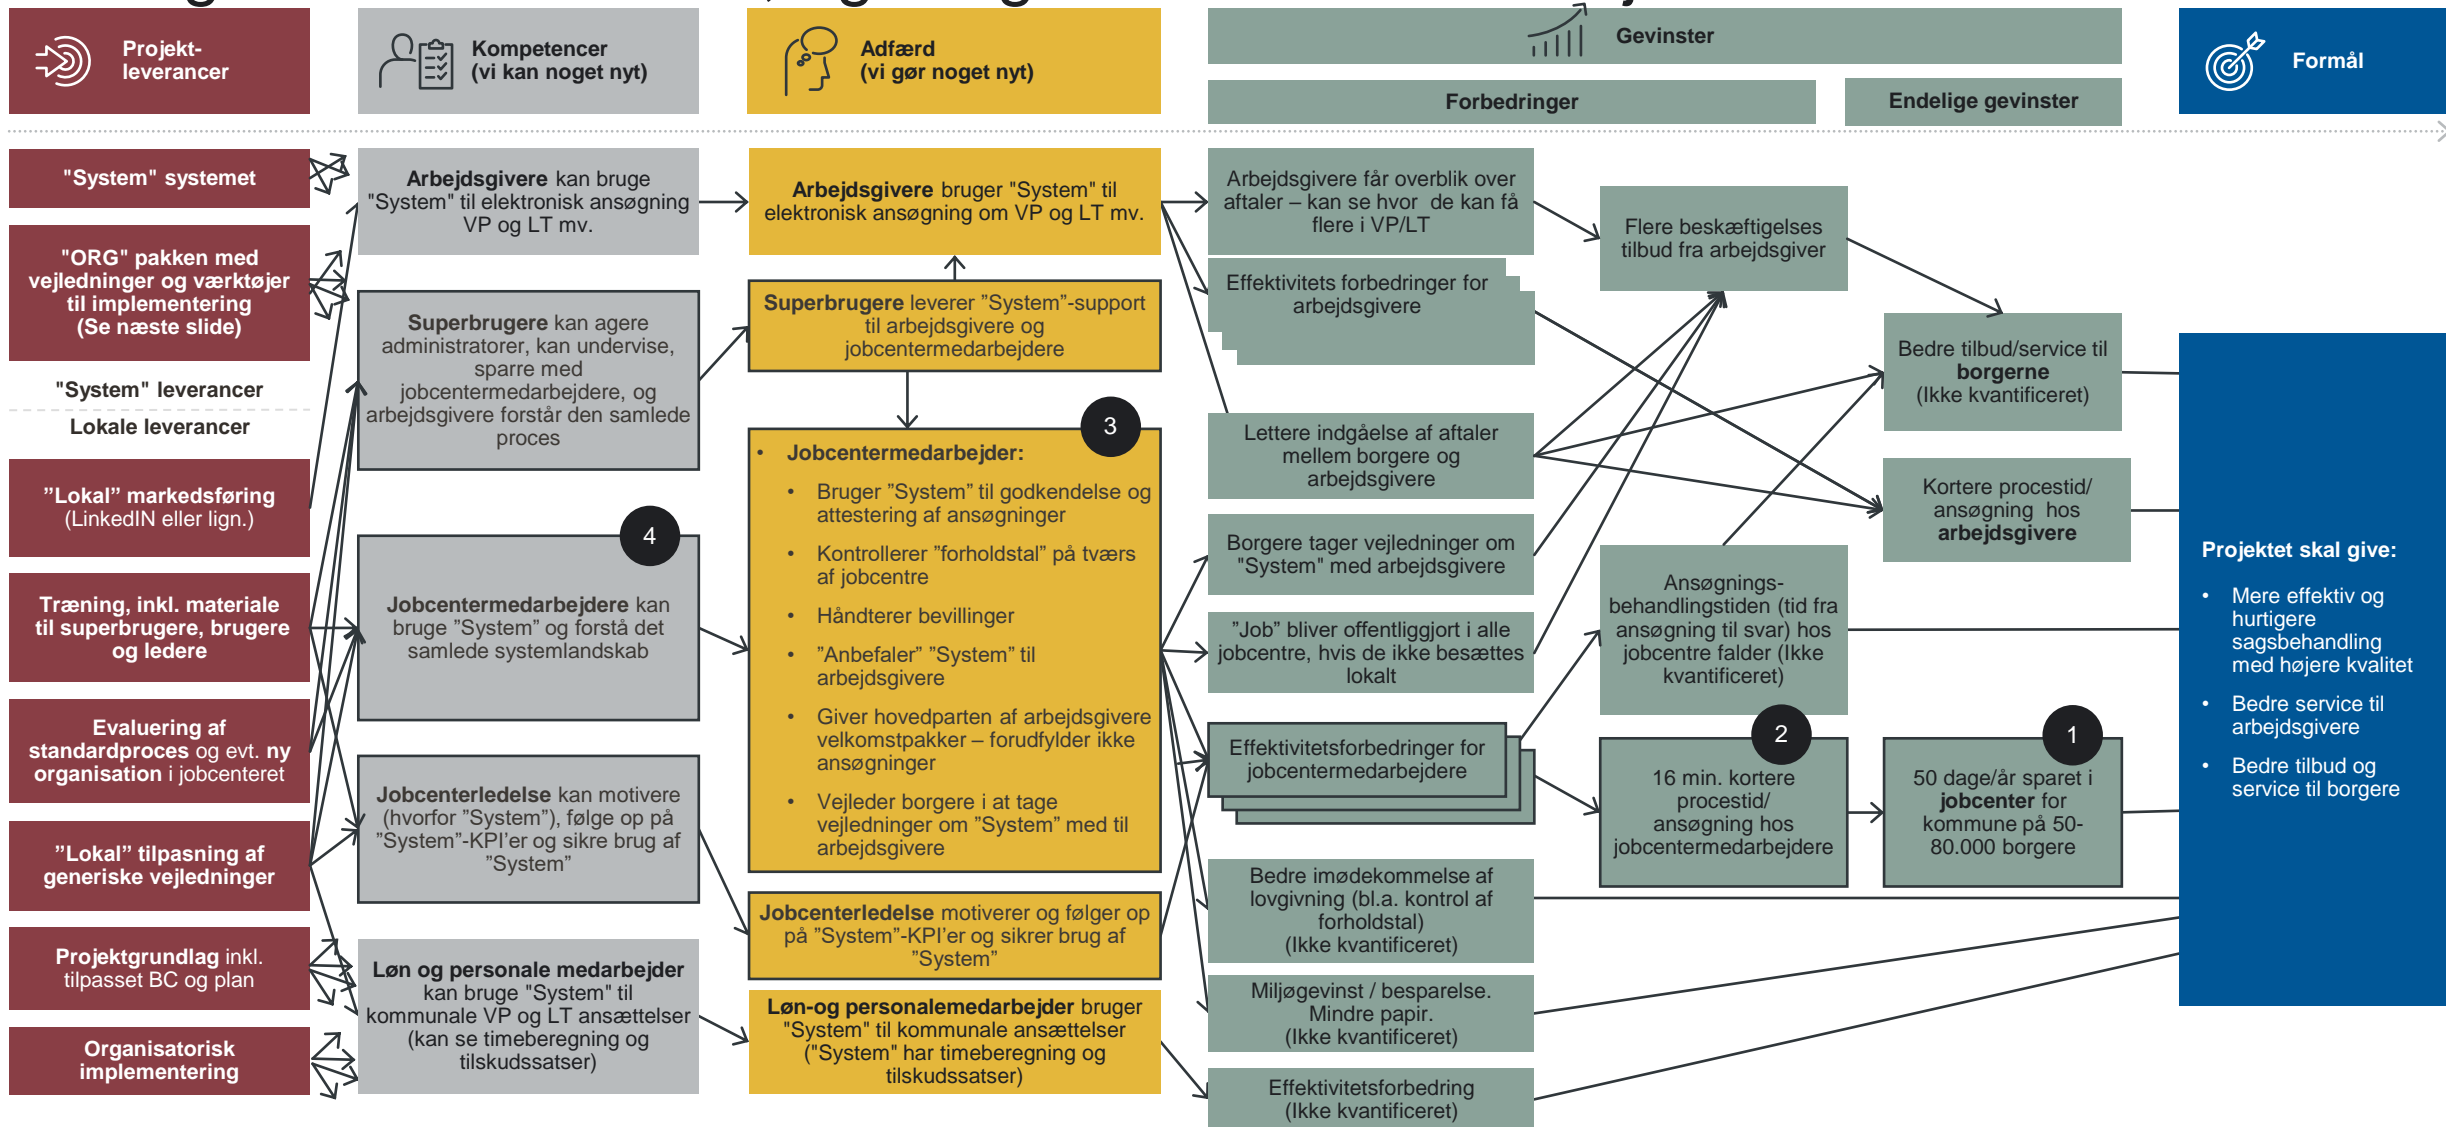 Projekt-
leverancer
Kompetencer
(vi kan noget nyt)
Adfærd
(vi gør noget nyt)
Gevinster
Forbedringer
Endelige gevinster
Formål
"System" systemet
"ORG" pakken med
vejledninger og værktøjer
til implementering
(Se næste slide)
"System" leverancer
Lokale leverancer
”Lokal” markedsføring
(LinkedIN eller lign.)
Træning, inkl. materiale
til superbrugere, brugere
og ledere
Evaluering af
standardproces og evt. ny
organisation i jobcenteret
”Lokal” tilpasning af
generiske vejledninger
Projektgrundlag inkl.
tilpasset BC og plan
Organisatorisk
implementering
Arbejdsgivere kan bruge
"System" til elektronisk ansøgning
VP og LT mv.
Superbrugere kan agere
administratorer, kan undervise,
sparre med
jobcentermedarbejdere, og
arbejdsgivere forstår den samlede
proces
4
Jobcentermedarbejdere kan
bruge ”System” og forstå det
samlede systemlandskab
Jobcenterledelse kan motivere
(hvorfor ”System”), følge op på
”System”-KPI’er og sikre brug af
”System”
Løn og personale medarbejder
kan bruge "System" til
kommunale VP og LT ansættelser
(kan se timeberegning og
tilskudssatser)
Arbejdsgivere bruger "System" til
elektronisk ansøgning om VP og LT mv.
Superbrugere leverer ”System”-support
til arbejdsgivere og
jobcentermedarbejdere
3
• Jobcentermedarbejder:
• Bruger ”System” til godkendelse og
attestering af ansøgninger
• Kontrollerer ”forholdstal” på tværs
af jobcentre
• Håndterer bevillinger
• ”Anbefaler” ”System” til
arbejdsgivere
• Giver hovedparten af arbejdsgivere
velkomstpakker – forudfylder ikke
ansøgninger
• Vejleder borgere i at tage
vejledninger om ”System” med til
arbejdsgivere
Jobcenterledelse motiverer og følger op
på ”System”-KPI’er og sikrer brug af
”System”
Løn-og personalemedarbejder bruger
"System" til kommunale ansættelser
("System" har timeberegning og
tilskudssatser)
Arbejdsgivere får overblik over
aftaler – kan se hvor de kan få
flere i VP/LT
Effektivitets forbedringer for
arbejdsgivere
Lettere indgåelse af aftaler
mellem borgere og
arbejdsgivere
Borgere tager vejledninger om
"System" med arbejdsgivere
”Job” bliver offentliggjort i alle
jobcentre, hvis de ikke besættes
lokalt
Effektivitetsforbedringer for
jobcentermedarbejdere
Bedre imødekommelse af
lovgivning (bl.a. kontrol af
forholdstal)
(Ikke kvantificeret)
Miljøgevinst / besparelse.
Mindre papir.
(Ikke kvantificeret)
Effektivitetsforbedring
(Ikke kvantificeret)
Flere beskæftigelses
tilbud fra arbejdsgiver
Ansøgnings-
behandlingstiden (tid fra
ansøgning til svar) hos
jobcentre falder (Ikke
kvantificeret)
2
16 min. kortere
procestid/
ansøgning hos
jobcentermedarbejdere
Bedre tilbud/service til
borgerne
(Ikke kvantificeret)
Kortere procestid/
ansøgning hos
arbejdsgivere
1
50 dage/år sparet i
jobcenter for
kommune på 50-
80.000 borgere
Projektet skal give:
• Mere effektiv og
hurtigere
sagsbehandling
med højere kvalitet
• Bedre service til
arbejdsgivere
• Bedre tilbud og
service til borgere